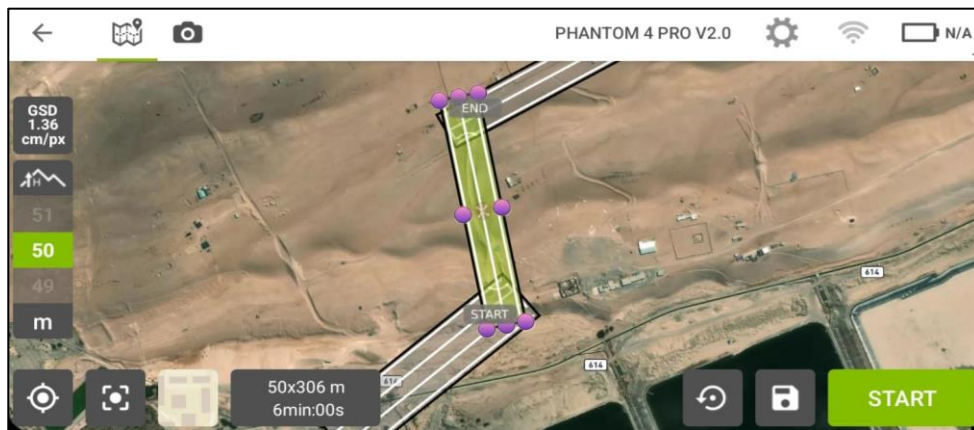 PHANTOM 4 PRO V2.0
N/A
GSD
1.36
cm/px
H
51
50
49
m
END
START
614
614
614
50x306 m
6min:00s
START